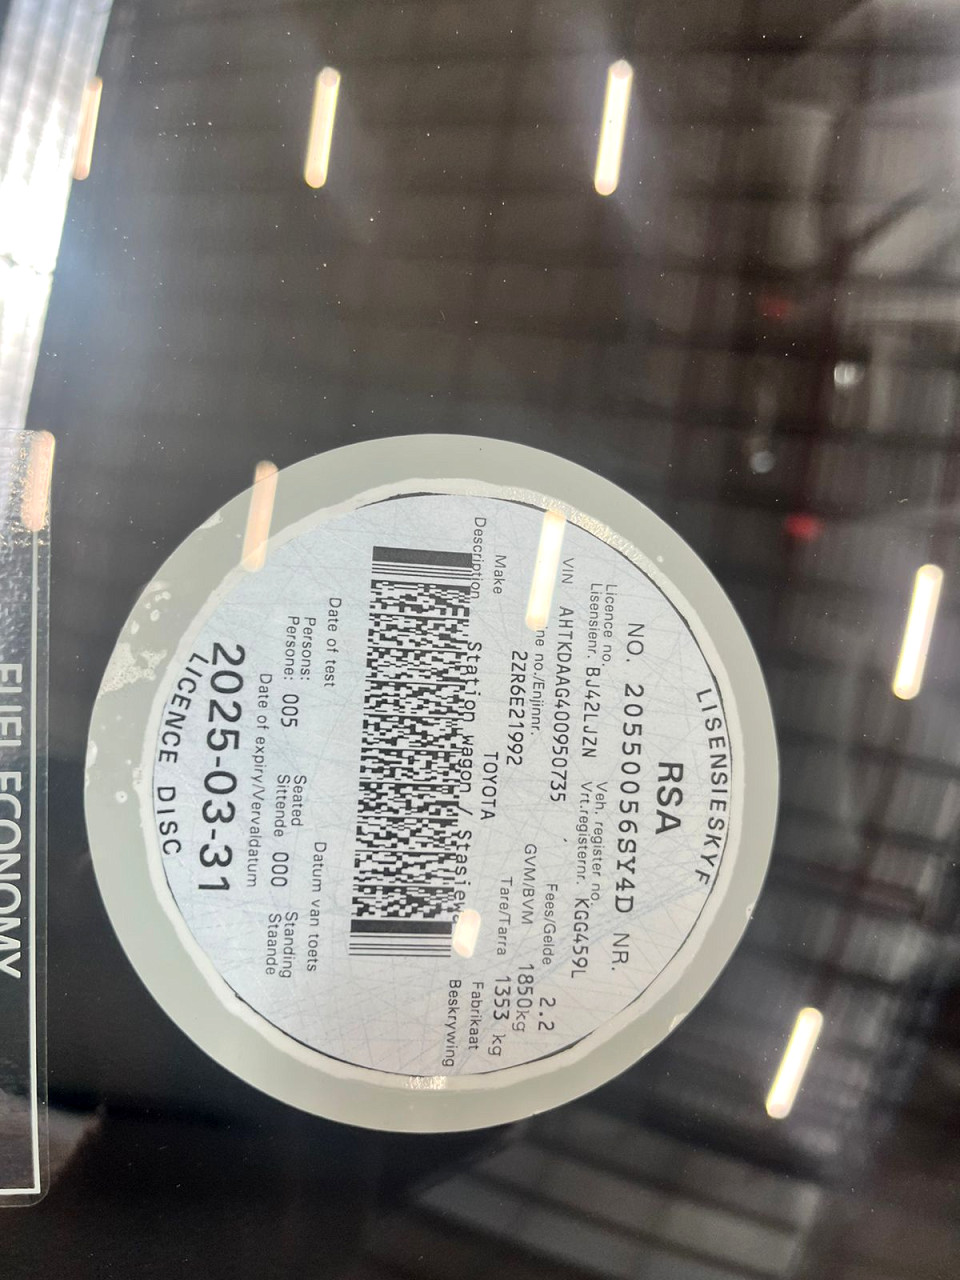 LISENSIESKYF
RSA
NO. 20550056SY4D NR.
Licence no. Veh. register no.
Lisensienr. BJ42LJZN Vrt.registernr. KGG459L
VIN AHTKDAAG400950735 Fees/Gelde 2.2
no./Enjinnr. GVM/BVM 1850kg
2ZR6E21992 Tare/Tarra 1353 kg
Make TOYOTA Fabrikaat
Description Station wagon / Beskrywing
Date of test Datum van toets
Persons: Seated Standing
Persone: 005 Sittende 000 Staande
Date of expiry/Vervaldatum
2025-03-31
LICENCE DISC
FUEL ECONOMY